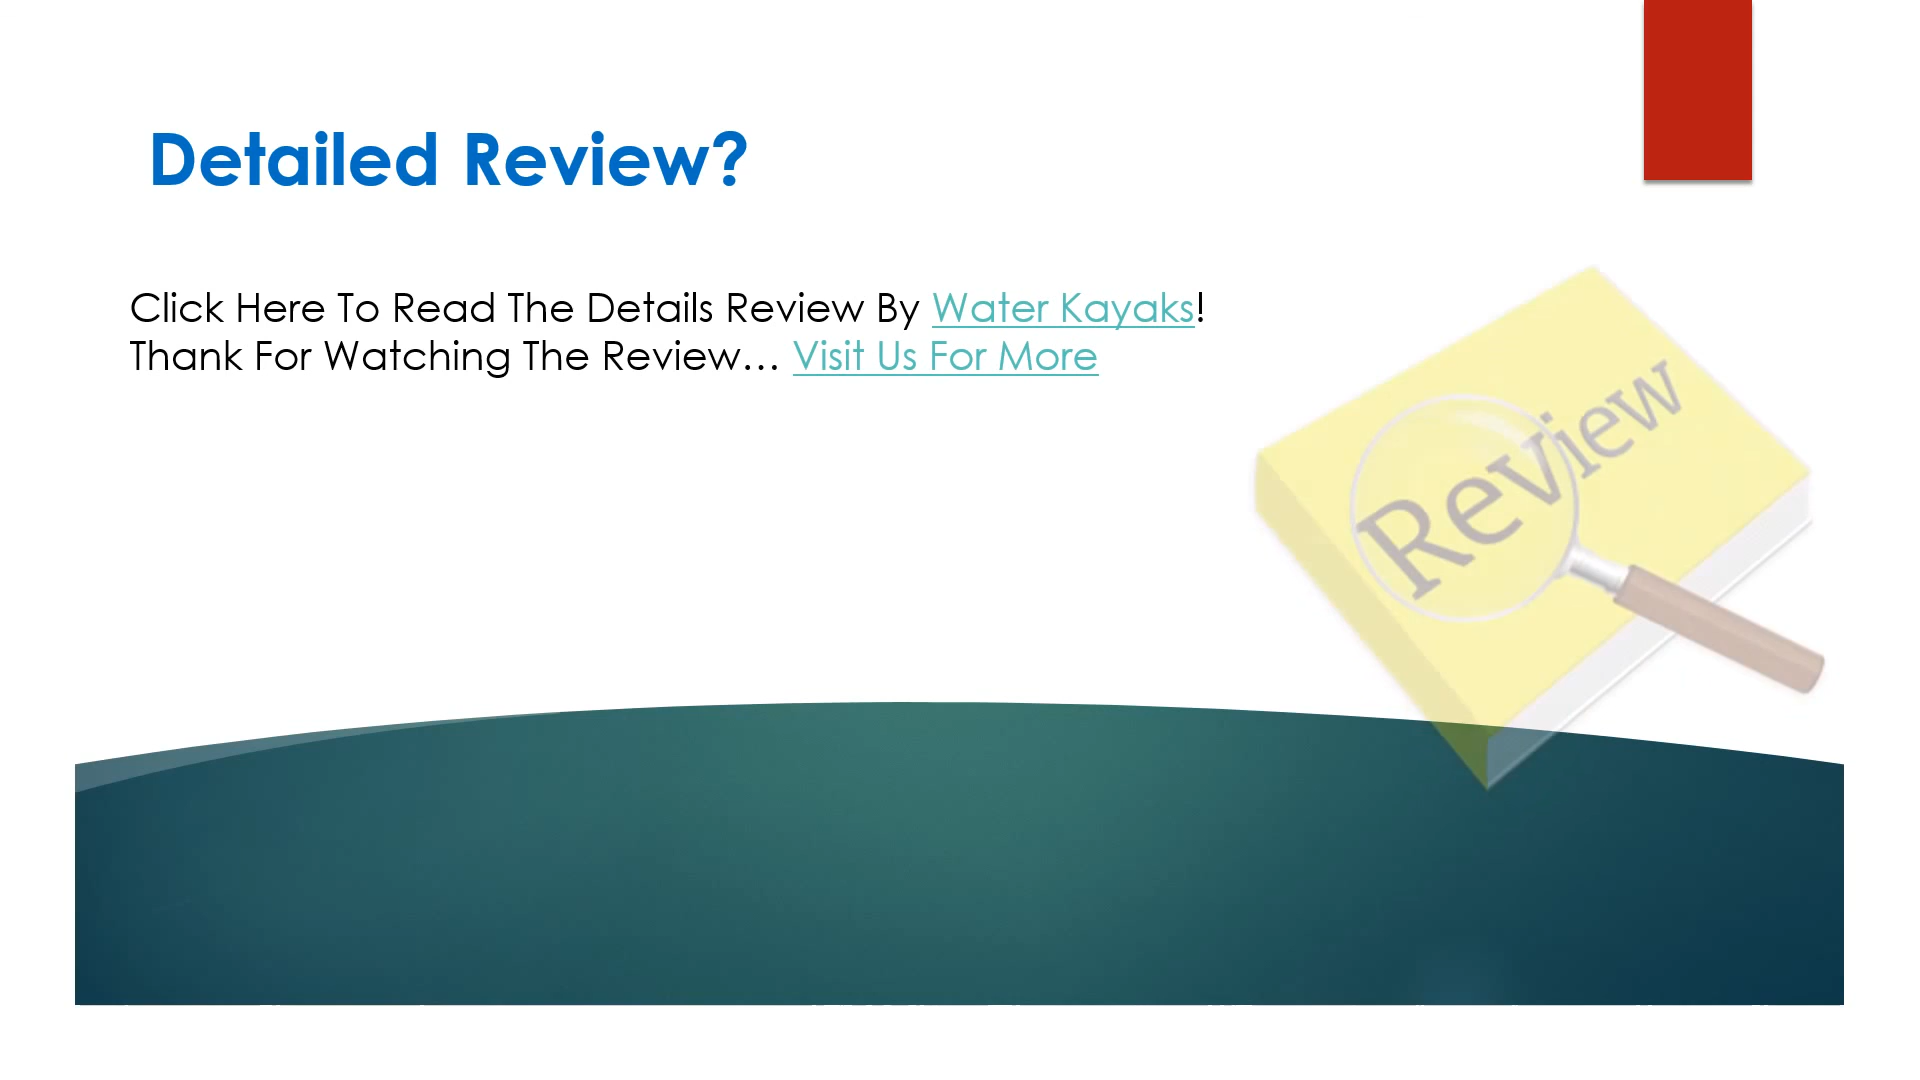 Detailed Review?
Click Here To Read The Details Review By Water Kayaks!
Thank For Watching The Review… Visit Us For More
Review